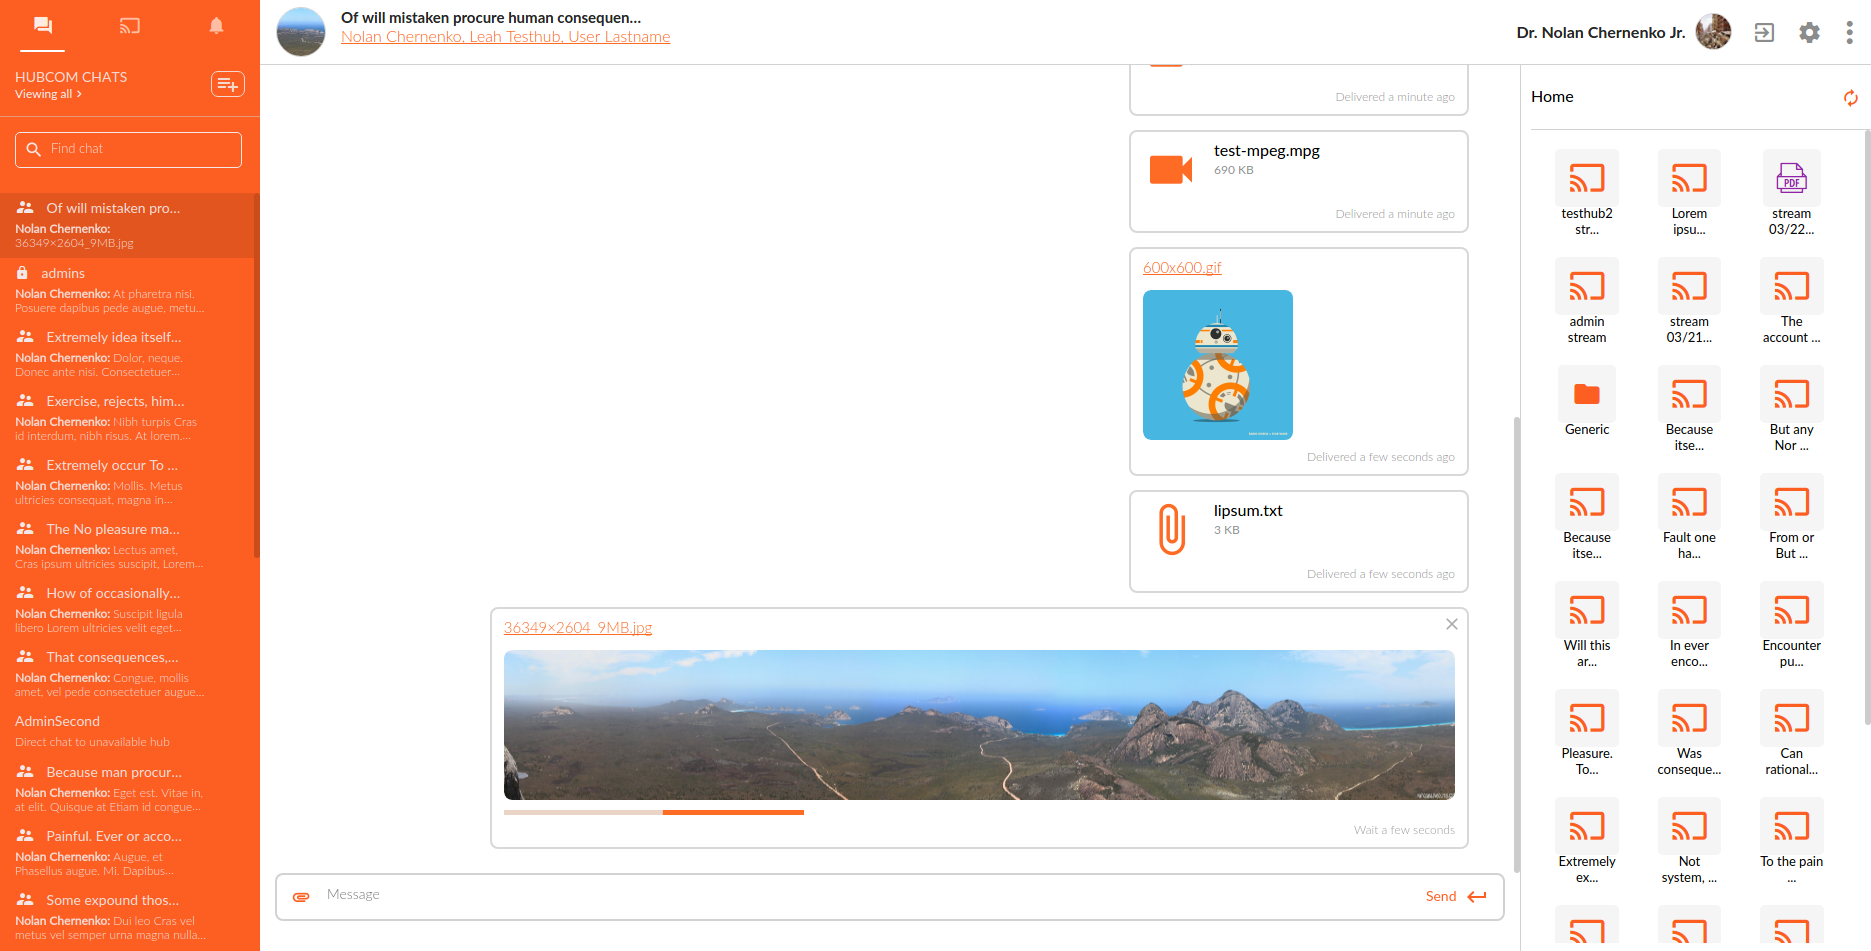 HUBCOM CHATS
Viewing all
Find chat
Of will mistaken pro...
Nolan Chernenko:
36349×2604_9MB.jpg
admins
Nolan Chernenko: At pharetra nisi.
Posuere dapibus pede augue, metu...
Extremely idea itself...
Nolan Chernenko: Dolor, neque.
Donec ante nisi. Consectetuer...
Exercise, rejects, him...
Nolan Chernenko: Nibh turpis Cras
id interdum, nibh risus. At lorem....
Extremely occur To ...
Nolan Chernenko: Mollis. Metus
ultricies consequat, magna in...
The No pleasure ma...
Nolan Chernenko: Lectus amet,
Cras ipsum ultricies suscipit, Lorem...
How of occasionally...
Nolan Chernenko: Suscipit ligula
libero Lorem ultricies velit eget...
That consequences,...
Nolan Chernenko: Congue, mollis
amet, vel pede consectetuer augue...
AdminSecond
Direct chat to unavailable hub
Because man procur...
Nolan Chernenko: Eget est. Vitae in,
at elit. Quisque at Etiam id congue...
Painful. Ever or acco...
Nolan Chernenko: Augue, et
Phasellus augue, Mi. Dapibus...
Some expound thos...
Nolan Chernenko: Dui leo Cras vel
metus vel semper urna magna nulla...
Of will mistaken procure human consequen...
Nolan Chernenko, Leah Testhub, User Lastname
Dr. Nolan Chernenko Jr.
Delivered a minute ago
test-mpeg.mpg
690 KB
Delivered a minute ago
600x600.gif
Delivered a few seconds ago
lipsum.txt
3 KB
Delivered a few seconds ago
36349×2604_9MB.jpg
Wait a few seconds
Message
Send
Home
testhub2
str...
Lorem
ipsu...
PDF
stream
03/22...
admin
stream
stream
03/21...
The
account ...
Generic
Because
itse...
But any
Nor ...
Because
itse...
Fault one
ha...
From or
But ...
Will this
ar...
In ever
enco...
Encounter
pu...
Pleasure.
To...
Was
conseque...
Can
rational...
Extremely
ex...
Not
system, ...
To the pain
...